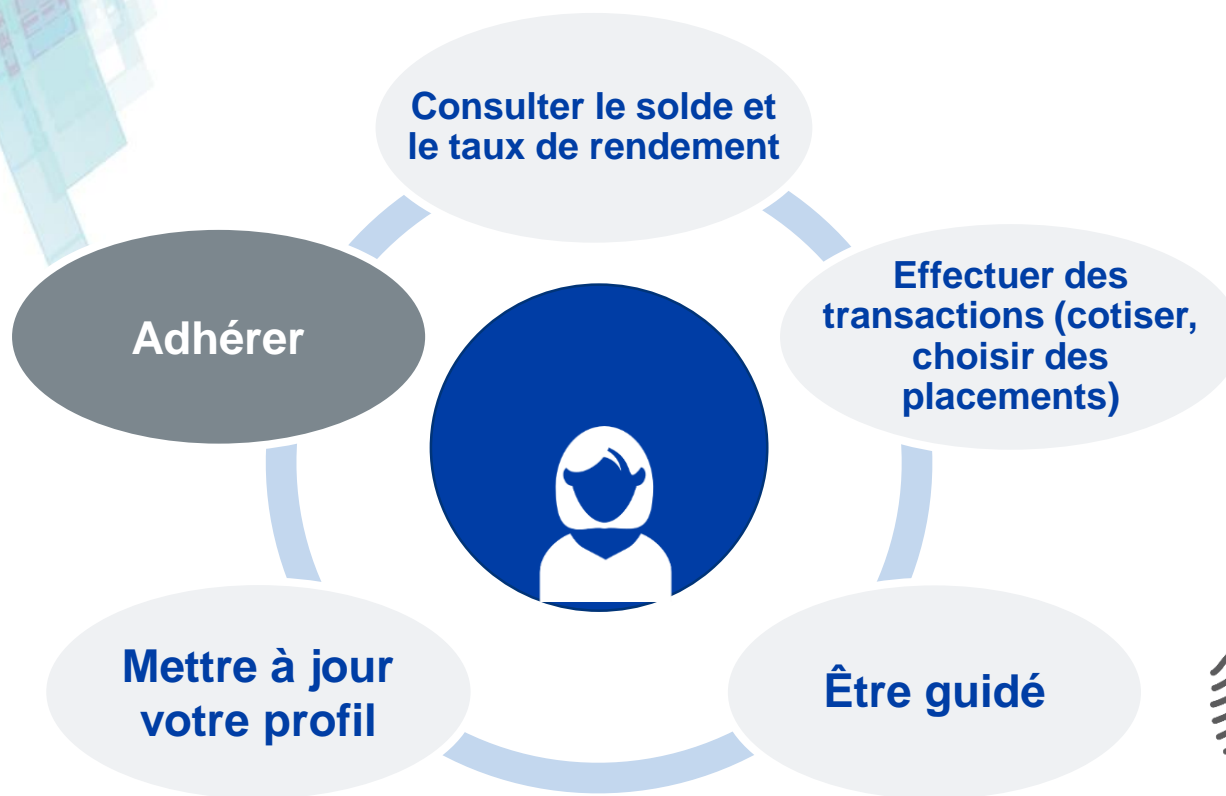 Consulter le solde et
le taux de rendement
Effectuer des
transactions (cotiser,
choisir des
placements)
Adhérer
Mettre à jour
votre profil
Être guidé